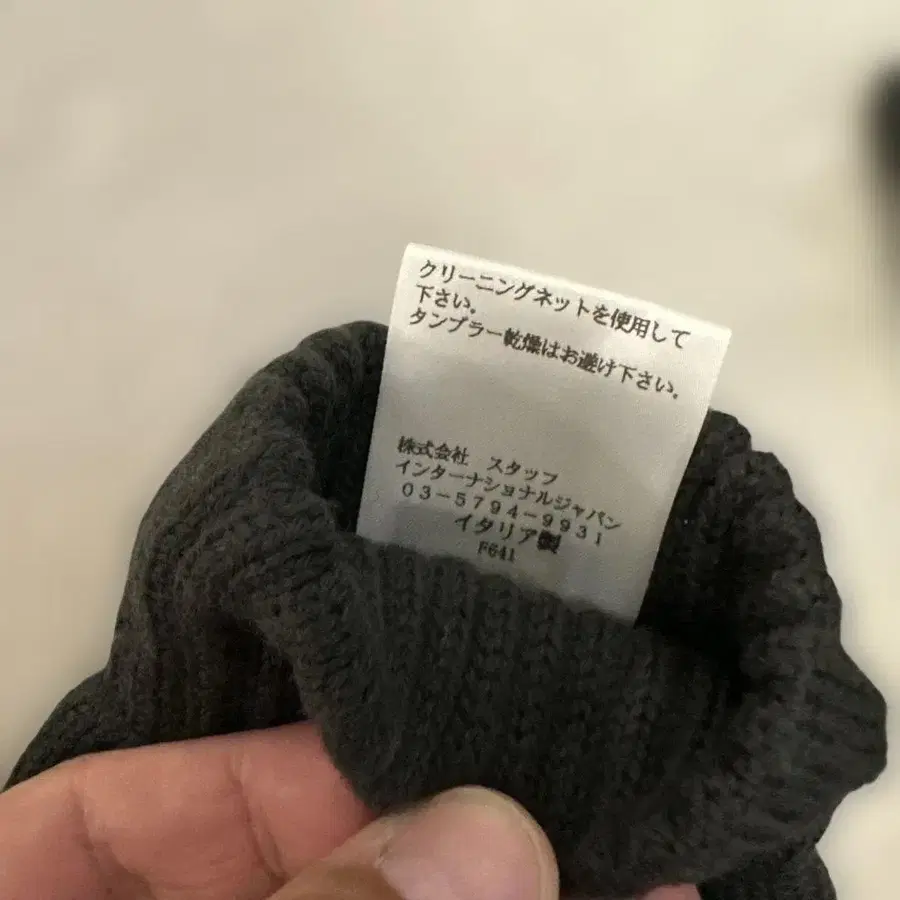 クリーニングネットを使用して
下さい。
タンブラー乾燥はお避け下さい。
株式会社 スタッフ
インターナショナルジャパン
03-5794-9931
イタリア製
F641